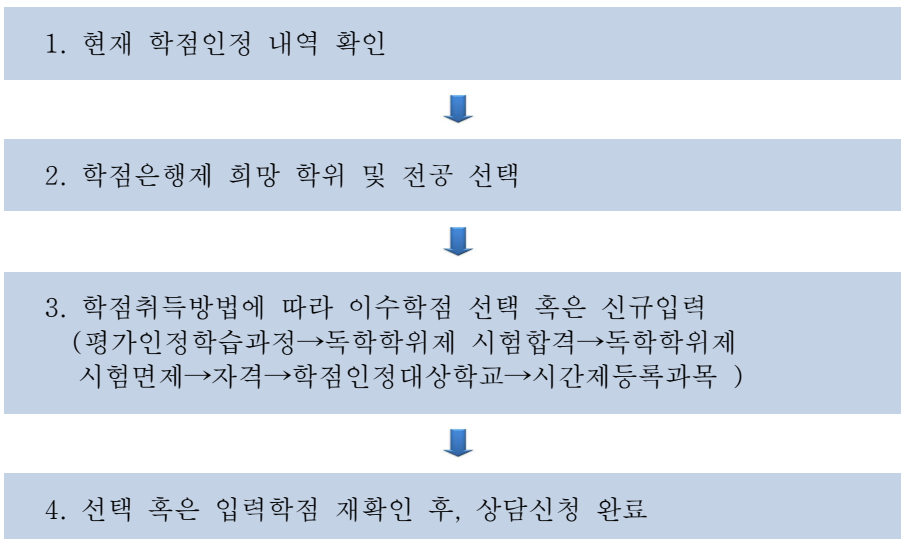 1. 현재 학점인정 내역 확인
2. 학점은행제 희망 학위 및 전공 선택
3. 학점취득방법에 따라 이수학점 선택 혹은 신규입력
(평가인정학습과정→독학학위제 시험합격→독학학위제
시험면제→자격→학점인정대상학교→시간제등록과목 )
4. 선택 혹은 입력학점 재확인 후, 상담신청 완료